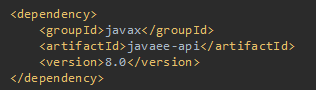 <dependency>
    <groupId>javax</groupId>
    <artifactId>javaee-api</artifactId>
    <version>8.0</version>
</dependency>